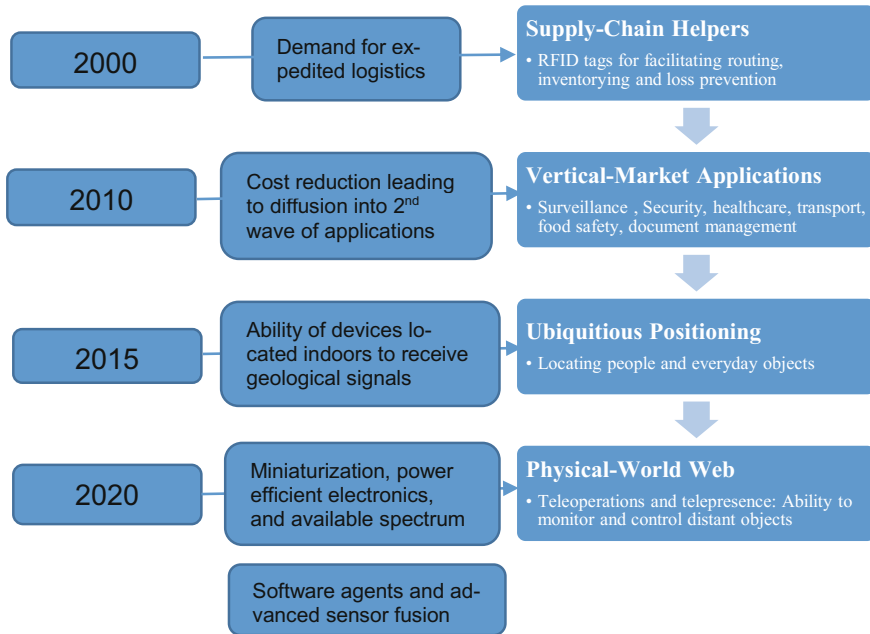 2000
Demand for ex-
pedited logistics
Supply-Chain Helpers
• RFID tags for facilitating routing,
inventorying and loss prevention
2010
Cost reduction leading
to diffusion into 2nd
wave of applications
Vertical-Market Applications
• Surveillance , Security, healthcare, transport,
food safety, document management
2015
Ability of devices lo-
cated indoors to receive
geological signals
Ubiquitious Positioning
• Locating people and everyday objects
2020
Miniaturization, power
efficient electronics,
and available spectrum
Physical-World Web
• Teleoperations and telepresence: Ability to
monitor and control distant objects
Software agents and ad-
vanced sensor fusion